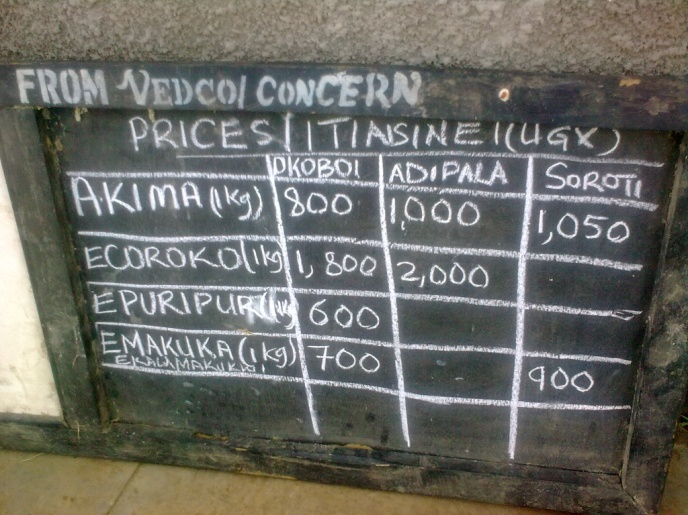 FROM VEDCO/ CONCERN
PRICES/ITIASINEI(UGX)
OKOBOI ADIPALA SOROTI
AKIMA (1kg) 800 1,000 1,050
ECOROKO(1kg 1,800 2,000
EPURIPUR(1kg) 600
EMAKUKA(1kg) 700 900